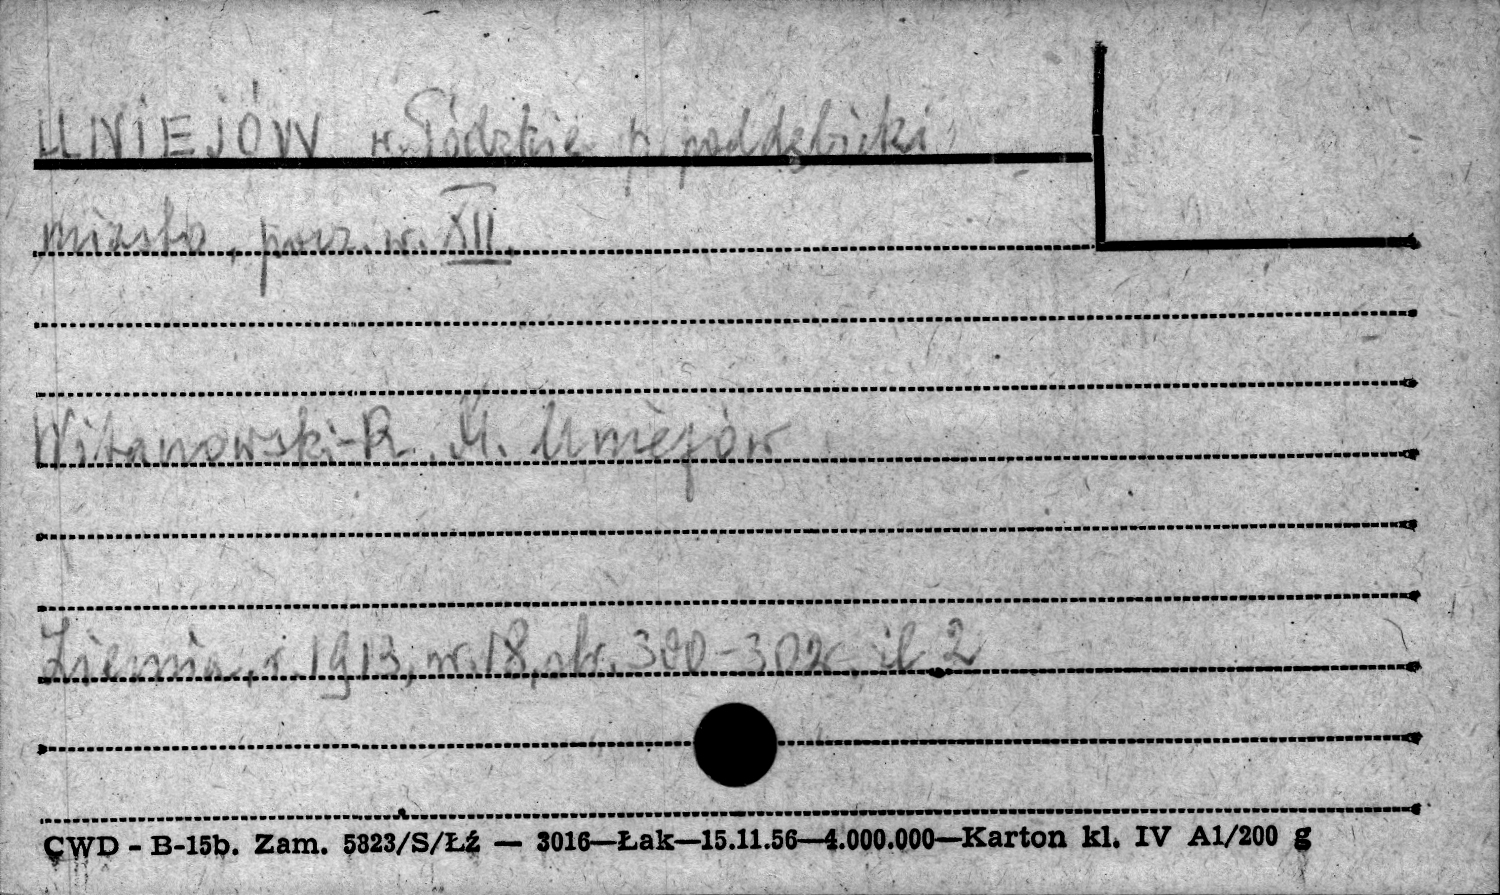 UNIEJÓW w. łódzkie p. poddębicki
miasto, pocz. w. XII.
Witanowski-R. M. Uniejów
Ziemia, r. 1913, nr. 18, str. 300-302, il 2
CWD - B-15b. Zam. 5823/S/Łź — 3016—Łak—15.11.56—4.000.000—Karton kl. IV A1/200 g